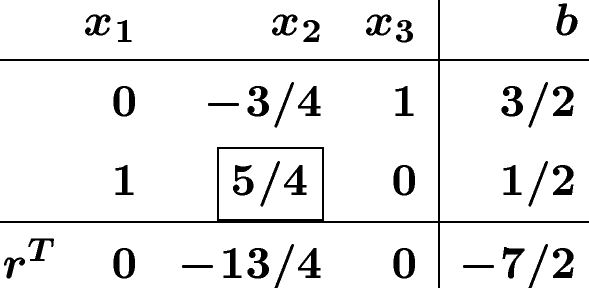 x₁ x₂ x₃ b
0 −3/4 1 3/2
1 5/4 0 1/2
rᵀ 0 −13/4 0 −7/2